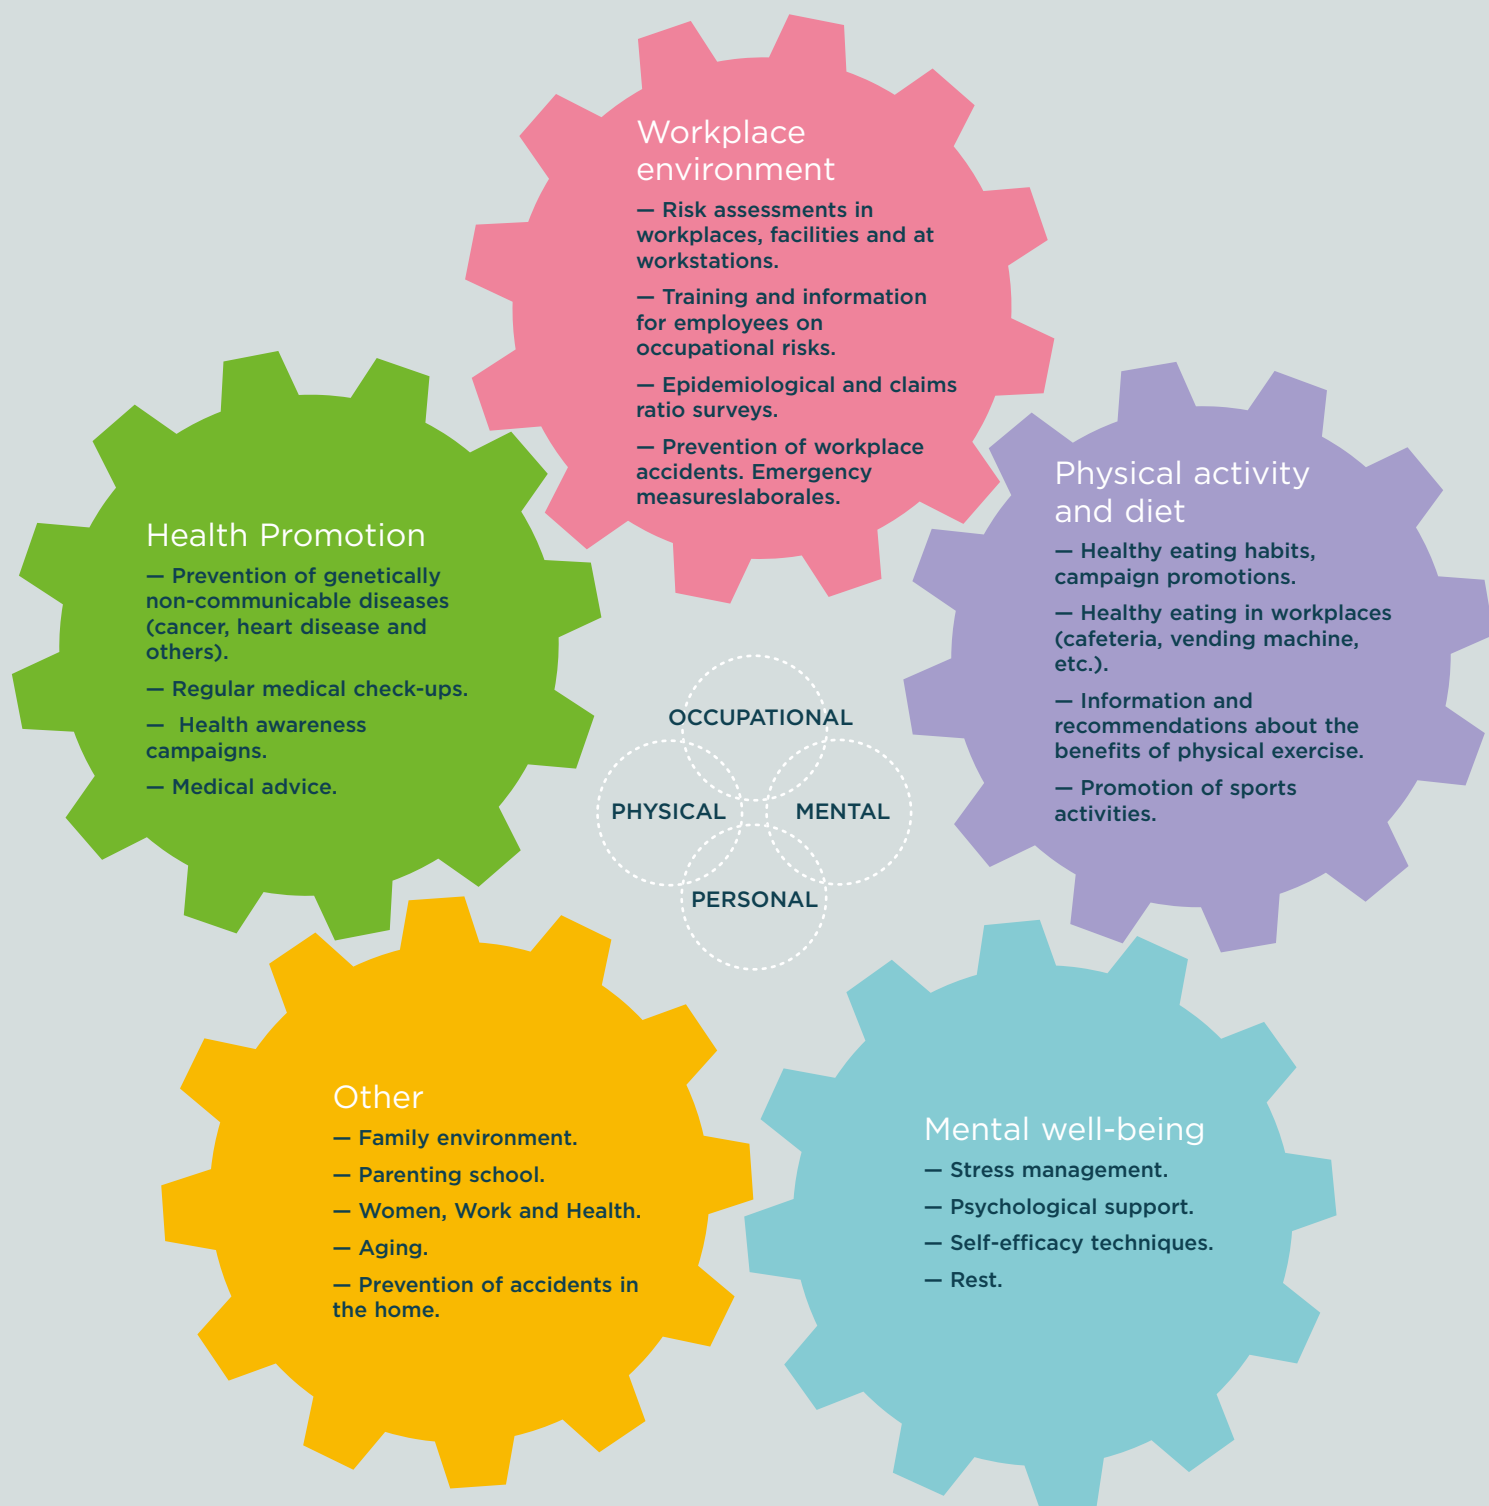 Workplace
environment
— Risk assessments in
workplaces, facilities and at
workstations.
— Training and information
for employees on
occupational risks.
— Epidemiological and claims
ratio surveys.
— Prevention of workplace
accidents. Emergency
measureslaborales.
Health Promotion
— Prevention of genetically
non-communicable diseases
(cancer, heart disease and
others).
— Regular medical check-ups.
— Health awareness
campaigns.
— Medical advice.
Physical activity
and diet
— Healthy eating habits,
campaign promotions.
— Healthy eating in workplaces
(cafeteria, vending machine,
etc.).
— Information and
recommendations about the
benefits of physical exercise.
— Promotion of sports
activities.
OCCUPATIONAL
PHYSICAL
MENTAL
PERSONAL
Other
— Family environment.
— Parenting school.
— Women, Work and Health.
— Aging.
— Prevention of accidents in
the home.
Mental well-being
— Stress management.
— Psychological support.
— Self-efficacy techniques.
— Rest.